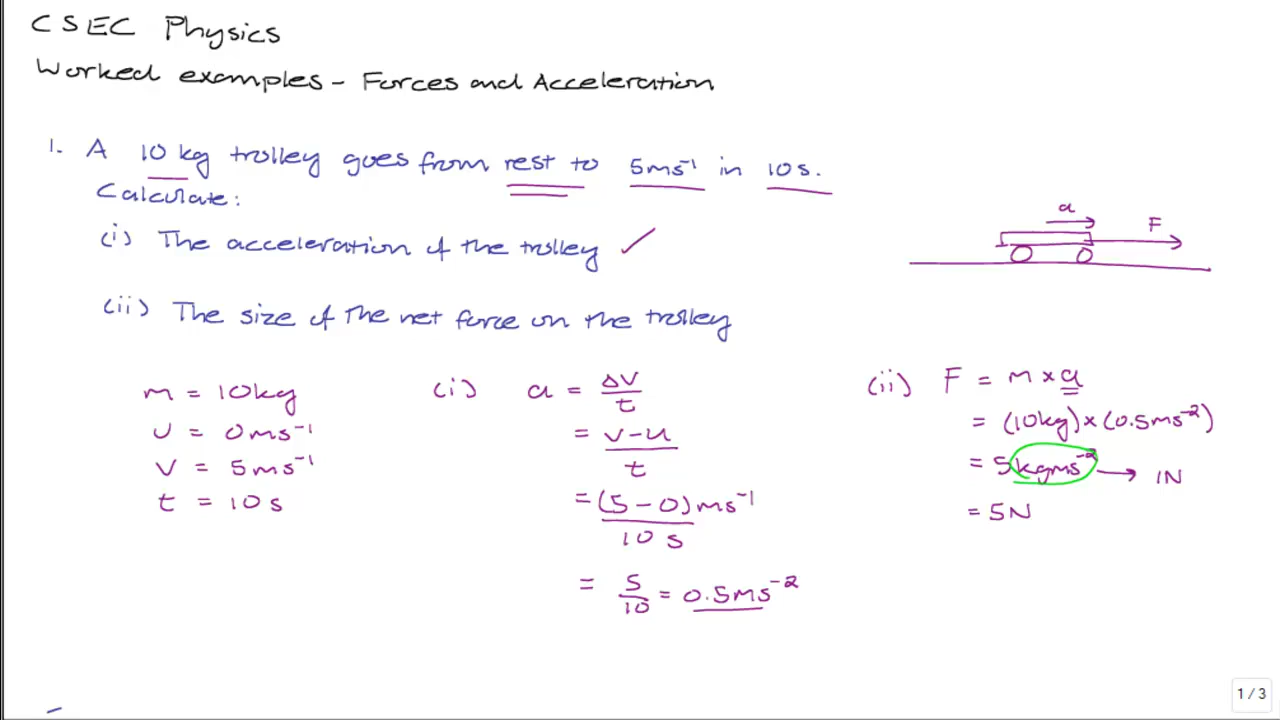 CSEC Physics
Worked examples - Forces and Acceleration
1. A 10 kg trolley goes from rest to 5ms⁻¹ in 10s.
Calculate:
(i) The acceleration of the trolley ✓
(ii) The size of the net force on the trolley
a
F
m = 10kg
U = 0ms⁻¹
V = 5ms⁻¹
t = 10s
(i) a = ΔV/t
= V-U/t
= (5-0)ms⁻¹/10s
= 5/10 = 0.5ms⁻²
(ii) F = m × a
= (10kg)×(0.5ms⁻²)
= 5kgms⁻² → 1N
= 5N
1 / 3